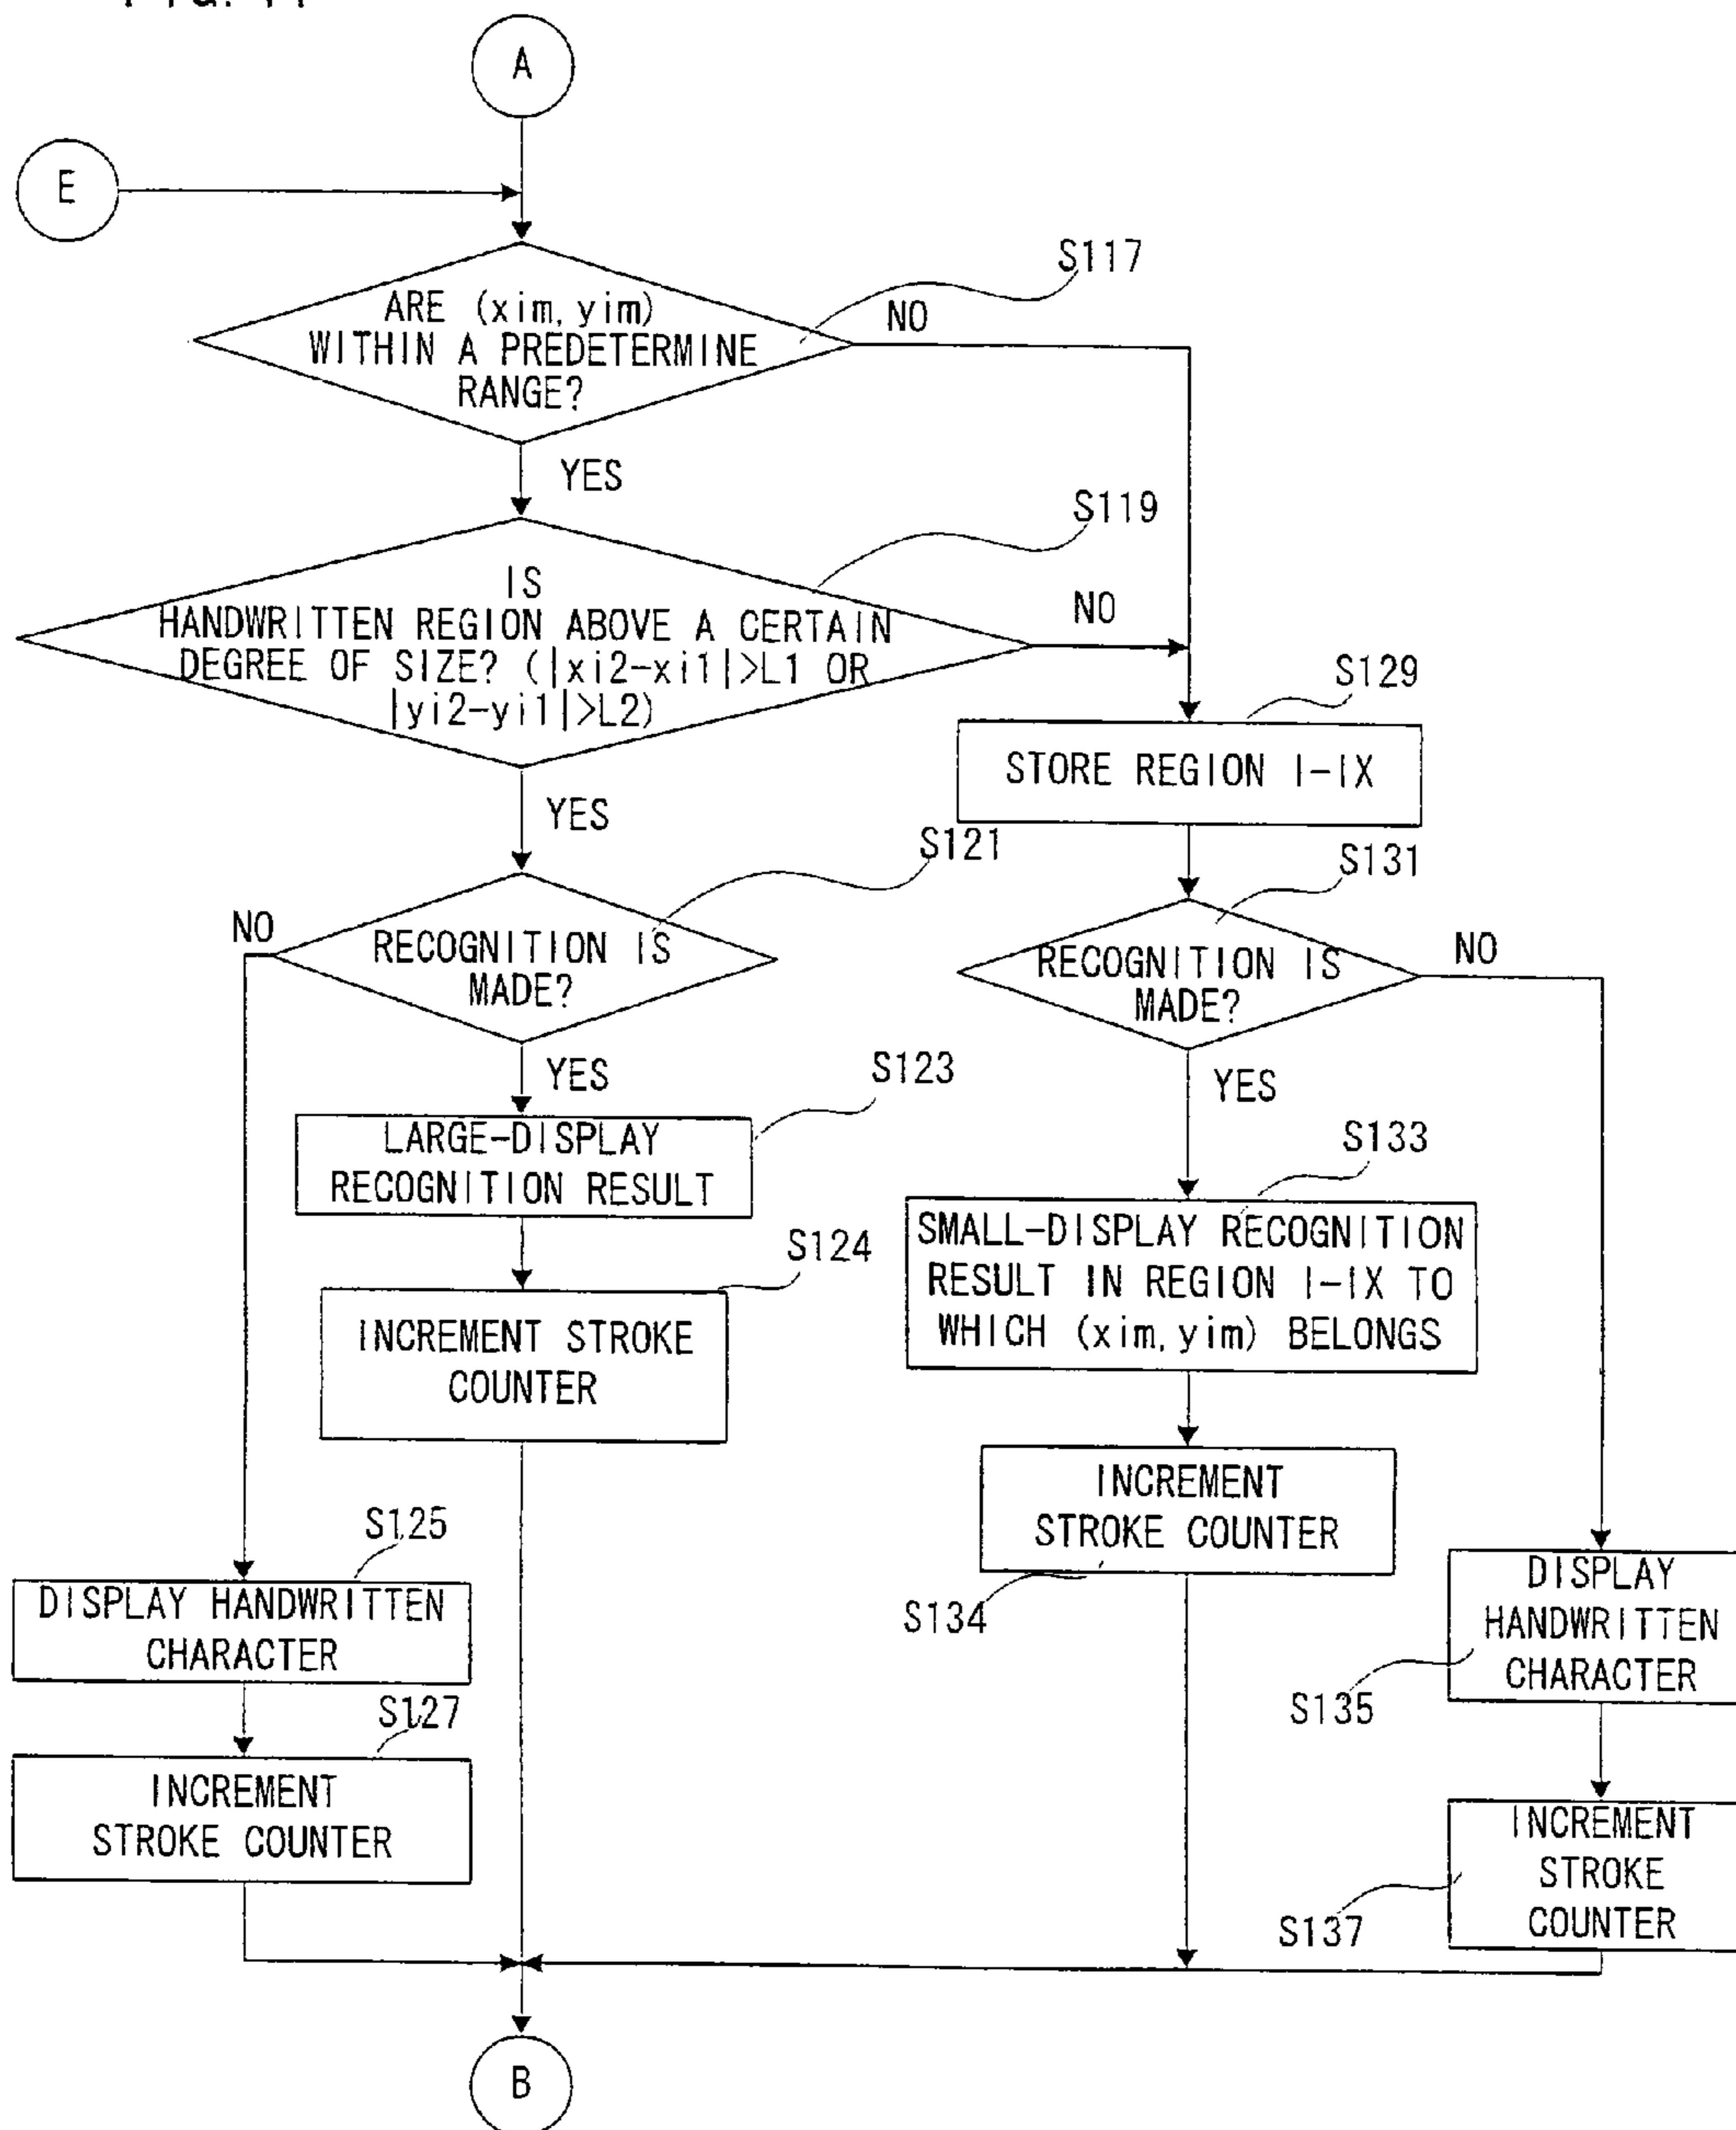 A
E
S117
ARE (xim, yim)
WITHIN A PREDETERMINE
RANGE?
NO
YES
S119
IS
HANDWRITTEN REGION ABOVE A CERTAIN
DEGREE OF SIZE? (|xi2-xi1|>L1 OR
|yi2-yi1|>L2)
NO
S129
STORE REGION I-IX
YES
S121
S131
NO
RECOGNITION IS
MADE?
RECOGNITION IS
MADE?
NO
YES
S123
YES
LARGE-DISPLAY
RECOGNITION RESULT
S133
SMALL-DISPLAY RECOGNITION
RESULT IN REGION I-IX TO
WHICH (xim, yim) BELONGS
S124
INCREMENT STROKE
COUNTER
INCREMENT
STROKE COUNTER
S134
S125
DISPLAY HANDWRITTEN
CHARACTER
DISPLAY
HANDWRITTEN
CHARACTER
S135
S127
INCREMENT
STROKE COUNTER
INCREMENT
STROKE
COUNTER
S137
B